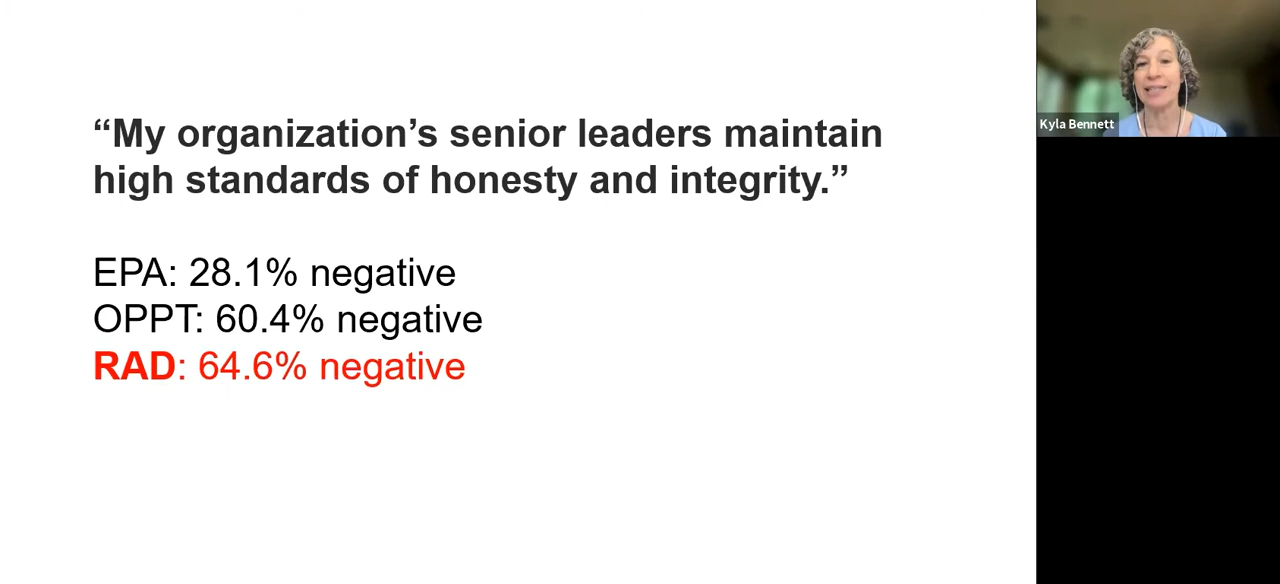 “My organization’s senior leaders maintain
high standards of honesty and integrity.”
EPA: 28.1% negative
OPPT: 60.4% negative
RAD: 64.6% negative
Kyla Bennett